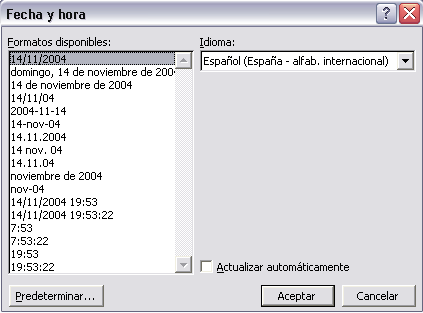 Fecha y hora
Formatos disponibles:
Idioma:
14/11/2004
Español (España - alfab. internacional)
domingo, 14 de noviembre de 2004
14 de noviembre de 2004
14/11/04
2004-11-14
14-nov-04
14.11.2004
14 nov. 04
14.11.04
noviembre de 2004
nov-04
14/11/2004 19:53
14/11/2004 19:53:22
7:53
7:53:22
19:53
19:53:22
Actualizar automáticamente
Predeterminar...
Aceptar
Cancelar